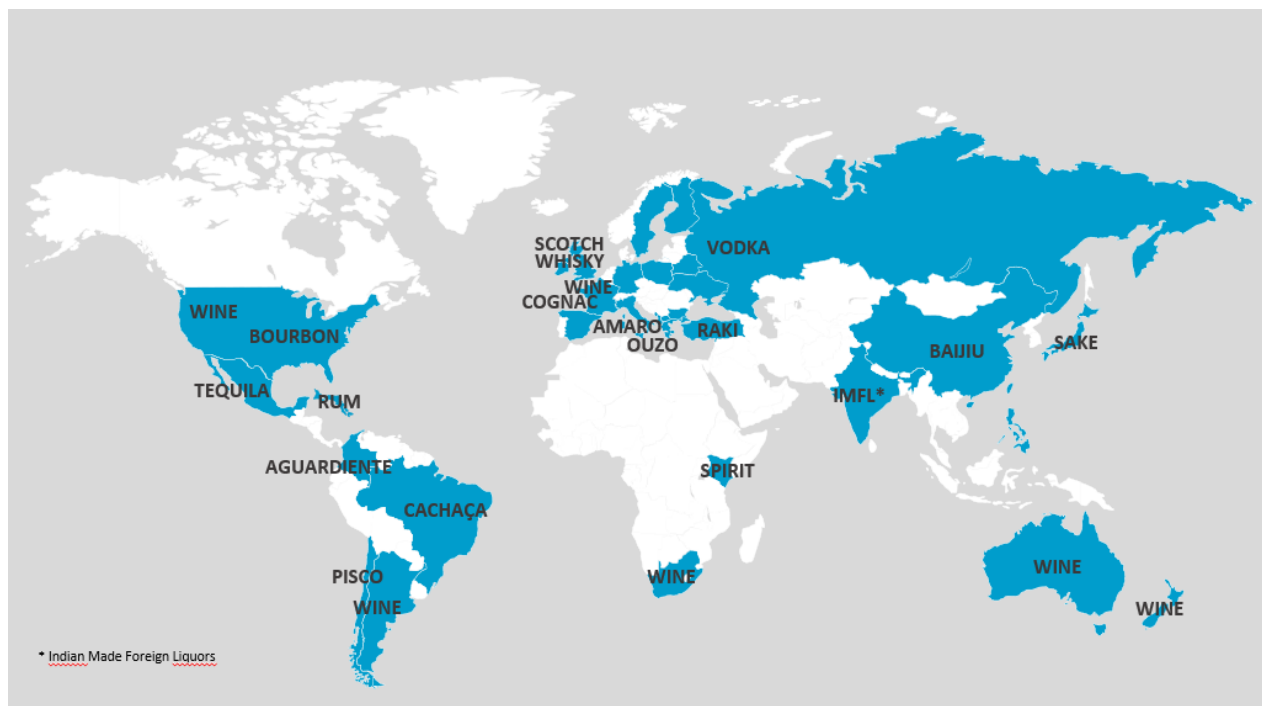 SCOTCH
WHISKY
VODKA
WINE
COGNAC
WINE
BOURBON
AMARO
OUZO
RAKI
BAIJIU
SAKE
TEQUILA
RUM
IMFL*
AGUARDIENTE
SPIRIT
CACHAÇA
PISCO
WINE
WINE
WINE
WINE
* Indian Made Foreign Liquors